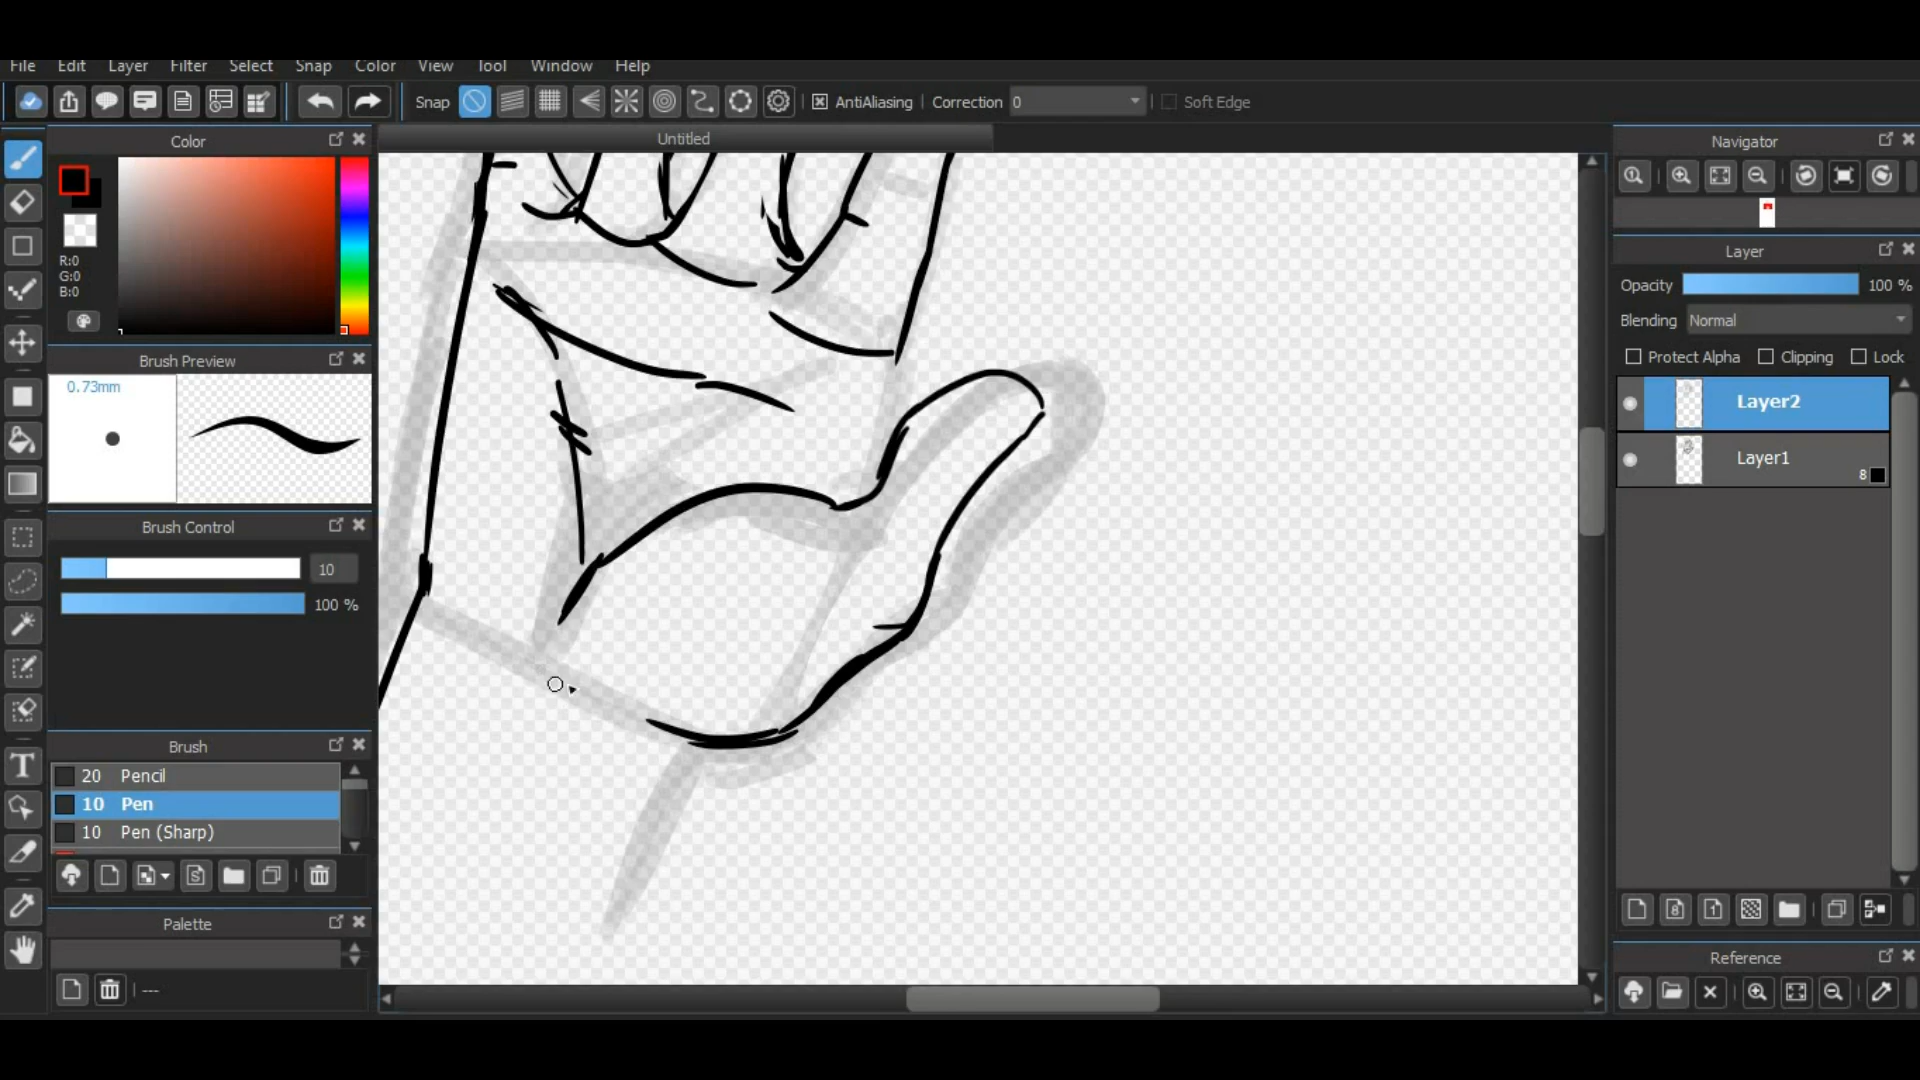 File Edit Layer Filter Select Snap Color View Tool Window Help
Snap AntiAliasing Correction 0 Soft Edge
Color
R:0
G:0
B:0
Brush Preview
0.73mm
Brush Control
10
100 %
Brush
20 Pencil
10 Pen
10 Pen (Sharp)
Palette
---
Untitled
Navigator
Layer
Opacity 100 %
Blending Normal
Protect Alpha Clipping Lock
Layer2
Layer1
8
8 1
Reference